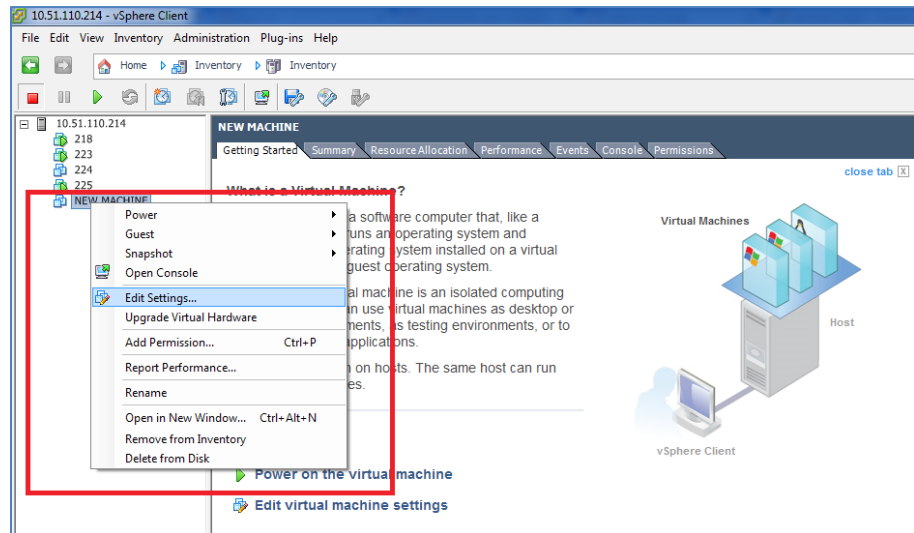 10.51.110.214 - vSphere Client
File Edit View Inventory Administration Plug-ins Help
Home Inventory Inventory
10.51.110.214
218
223
224
225
NEW MACHINE
NEW MACHINE
Getting Started Summary Resource Allocation Performance Events Console Permissions
close tab X
What is a Virtual Machine?
a software computer that, like a
runs an operating system and
erating system installed on a virtual
guest operating system.
al machine is an isolated computing
an use virtual machines as desktop or
ments, as testing environments, or to
applications.
n on hosts. The same host can run
es.
Power
Guest
Snapshot
Open Console
Edit Settings...
Upgrade Virtual Hardware
Add Permission... Ctrl+P
Report Performance...
Rename
Open in New Window... Ctrl+Alt+N
Remove from Inventory
Delete from Disk
Power on the virtual machine
Edit virtual machine settings
Virtual Machines
Host
vSphere Client